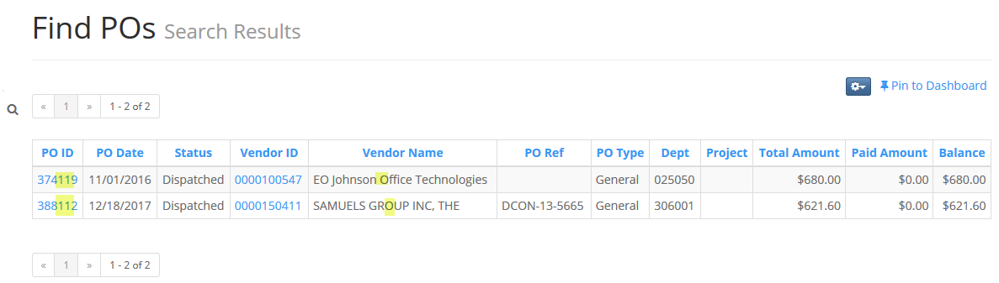 Find POs Search Results
Pin to Dashboard
« 1 » 1 - 2 of 2
PO ID PO Date Status Vendor ID Vendor Name PO Ref PO Type Dept Project Total Amount Paid Amount Balance
374119 11/01/2016 Dispatched 0000100547 EO Johnson Office Technologies General 025050 $680.00 $0.00 $680.00
388112 12/18/2017 Dispatched 0000150411 SAMUELS GROUP INC, THE DCON-13-5665 General 306001 $621.60 $0.00 $621.60
« 1 » 1 - 2 of 2